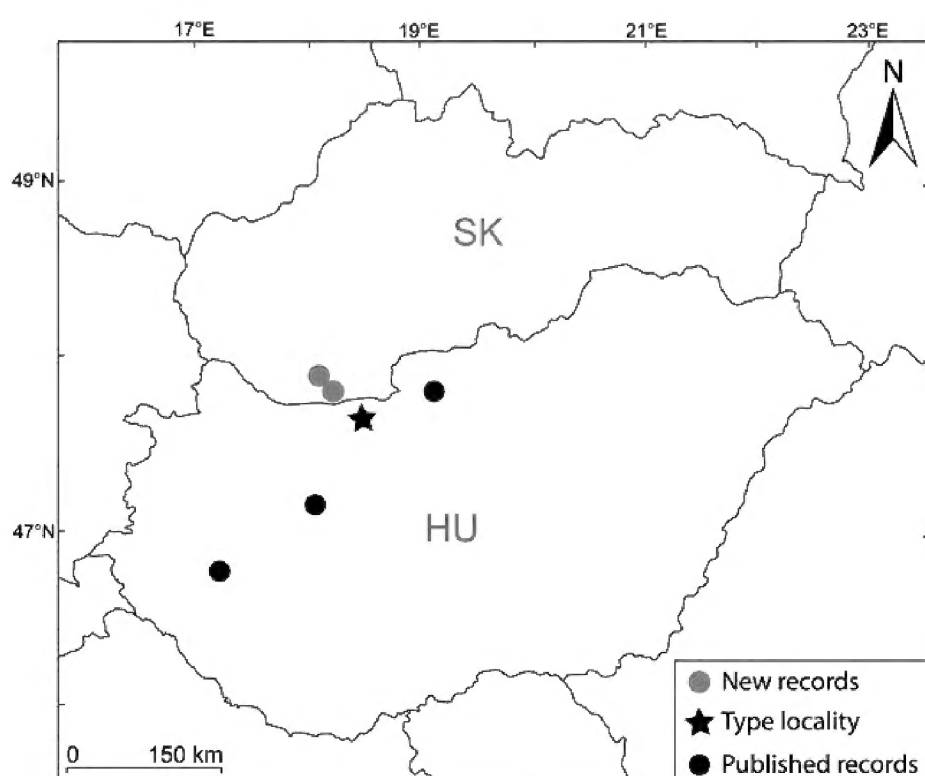 17°E 19°E 21°E 23°E
N
49°N
SK
47°N
HU
New records
Type locality
0 150 km
Published records